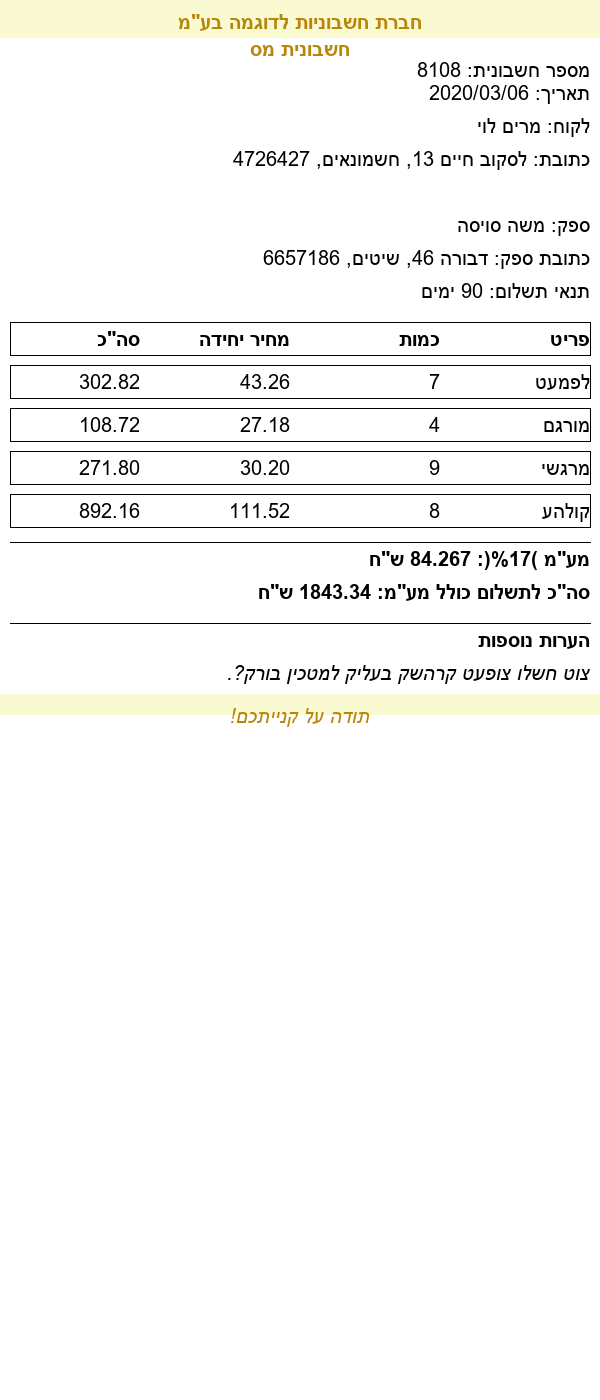 חברת חשבוניות לדוגמה בע"מ
חשבונית מס
מספר חשבונית: 8108
תאריך: 2020/03/06
לקוח: מרים לוי
כתובת: לסקוב חיים 13, חשמונאים, 4726427
ספק: משה סויסה
כתובת ספק: דבורה 46, שיטים, 6657186
תנאי תשלום: 90 ימים
פריט כמות מחיר יחידה סה"כ
לפמעט 7 43.26 302.82
מורגם 4 27.18 108.72
מרגשי 9 30.20 271.80
קולהע 8 111.52 892.16
מע"מ )17%(: 84.267 ש"ח
סה"כ לתשלום כולל מע"מ: 1843.34 ש"ח
הערות נוספות
צוט חשלו צופעט קרהשק בעליק למטכין בורק?.
תודה על קנייתכם!